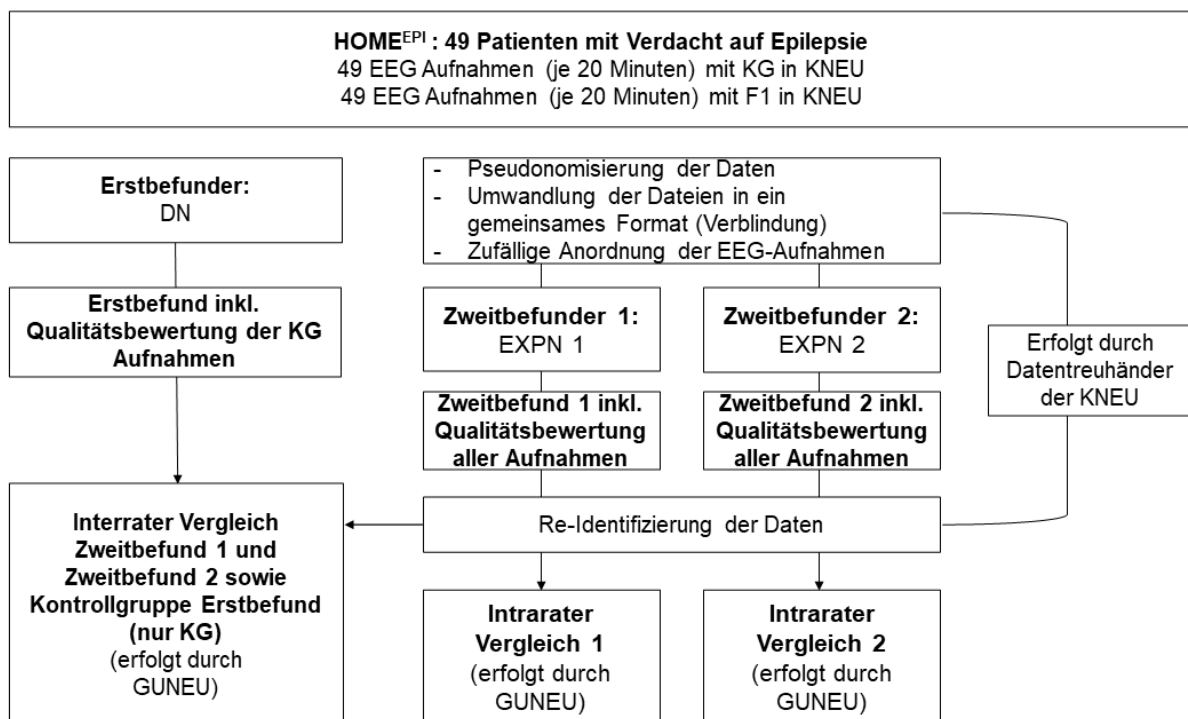 HOMEEPI : 49 Patienten mit Verdacht auf Epilepsie
49 EEG Aufnahmen (je 20 Minuten) mit KG in KNEU
49 EEG Aufnahmen (je 20 Minuten) mit F1 in KNEU
Erstbefunder:
DN
- Pseudonomisierung der Daten
- Umwandlung der Dateien in ein
gemeinsames Format (Verblindung)
- Zufällige Anordnung der EEG-Aufnahmen
Erstbefund inkl.
Qualitätsbewertung der KG
Aufnahmen
Zweitbefunder 1:
EXPN 1
Zweitbefunder 2:
EXPN 2
Erfolgt durch
Datentreuhänder
der KNEU
Zweitbefund 1 inkl.
Qualitätsbewertung
aller Aufnahmen
Zweitbefund 2 inkl.
Qualitätsbewertung
aller Aufnahmen
Interrater Vergleich
Zweitbefund 1 und
Zweitbefund 2 sowie
Kontrollgruppe Erstbefund
(nur KG)
(erfolgt durch
GUNEU)
Re-Identifizierung der Daten
Intrarater
Vergleich 1
(erfolgt durch
GUNEU)
Intrarater
Vergleich 2
(erfolgt durch
GUNEU)